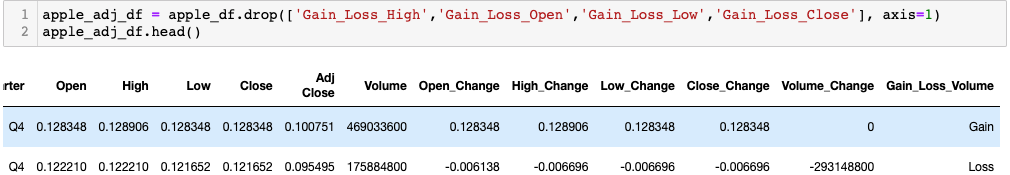 1 apple_adj_df = apple_df.drop(['Gain_Loss_High','Gain_Loss_Open','Gain_Loss_Low','Gain_Loss_Close'], axis=1)
2 apple_adj_df.head()
rter Open High Low Close Adj Close Volume Open_Change High_Change Low_Change Close_Change Volume_Change Gain_Loss_Volume
Q4 0.128348 0.128906 0.128348 0.128348 0.100751 469033600 0.128348 0.128906 0.128348 0.128348 0 Gain
Q4 0.122210 0.122210 0.121652 0.121652 0.095495 175884800 -0.006138 -0.006696 -0.006696 -0.006696 -293148800 Loss